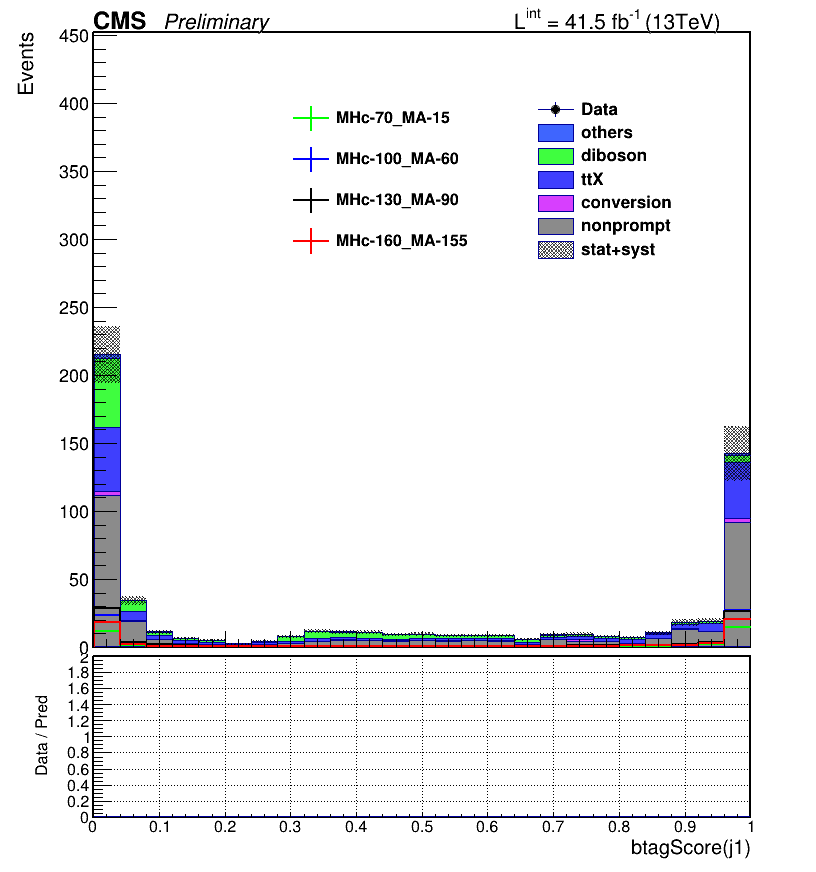 CMS Preliminary L^int = 41.5 fb^-1 (13TeV)
Events
450
400
350
300
250
200
150
100
50
0
MHc-70_MA-15
MHc-100_MA-60
MHc-130_MA-90
MHc-160_MA-155
Data
others
diboson
ttX
conversion
nonprompt
stat+syst
Data / Pred
2
1.8
1.6
1.4
1.2
1
0.8
0.6
0.4
0.2
0
0 0.1 0.2 0.3 0.4 0.5 0.6 0.7 0.8 0.9 1
btagScore(j1)